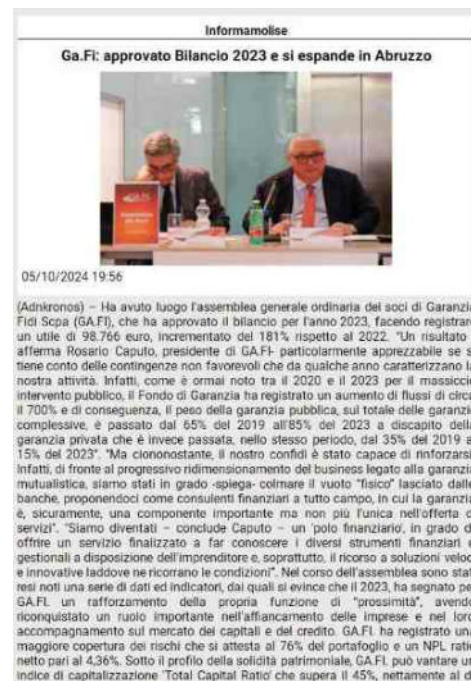 Informamolise
Ga.Fi: approvato Bilancio 2023 e si espande in Abruzzo
GA.FI.
05/10/2024 19:56
(Adnkronos) – Ha avuto luogo l'assemblea generale ordinaria dei soci di Garanzia
Fidi Scpa (GA.FI), che ha approvato il bilancio per l'anno 2023, facendo registrare
un utile di 98.766 euro, incrementato del 181% rispetto al 2022. "Un risultato -
afferma Rosario Caputo, presidente di GA.FI- particolarmente apprezzabile se si
tiene conto delle contingenze non favorevoli che da qualche anno caratterizzano la
nostra attività. Infatti, come è ormai noto tra il 2020 e il 2023 per il massiccio
intervento pubblico, il Fondo di Garanzia ha registrato un aumento di flussi di circa
il 700% e di conseguenza, il peso della garanzia pubblica, sul totale delle garanzie
complessive, è passato dal 65% del 2019 all'85% del 2023 a discapito della
garanzia privata che è invece passata, nello stesso periodo, dal 35% del 2019 al
15% del 2023". "Ma ciononostante, il nostro confidi è stato capace di rinforzarsi.
Infatti, di fronte al progressivo ridimensionamento del business legato alla garanzia
mutualistica, siamo stati in grado -spiega- colmare il vuoto "fisico" lasciato dalle
banche, proponendoci come consulenti finanziari a tutto campo, in cui la garanzia
è, sicuramente, una componente importante ma non più l'unica nell'offerta di
servizi". "Siamo diventati – conclude Caputo – un 'polo finanziario', in grado di
offrire un servizio finalizzato a far conoscere i diversi strumenti finanziari e
gestionali a disposizione dell'imprenditore e, soprattutto, il ricorso a soluzioni veloci
e innovative laddove ne ricorrano le condizioni". Nel corso dell'assemblea sono stati
resi noti una serie di dati ed indicatori, dai quali si evince che il 2023, ha segnato per
GA.FI. un rafforzamento della propria funzione di "prossimità", avendo
riconquistato un ruolo importante nell'affiancamento delle imprese e nel loro
accompagnamento sul mercato dei capitali e del credito. GA.FI. ha registrato una
maggiore copertura dei rischi che si attesta al 76% del portafoglio e un NPL ratio
netto pari al 4,36%. Sotto il profilo della solidità patrimoniale, GA.FI. può vantare un
indice di capitalizzazione 'Total Capital Ratio' che supera il 45%, nettamente al di